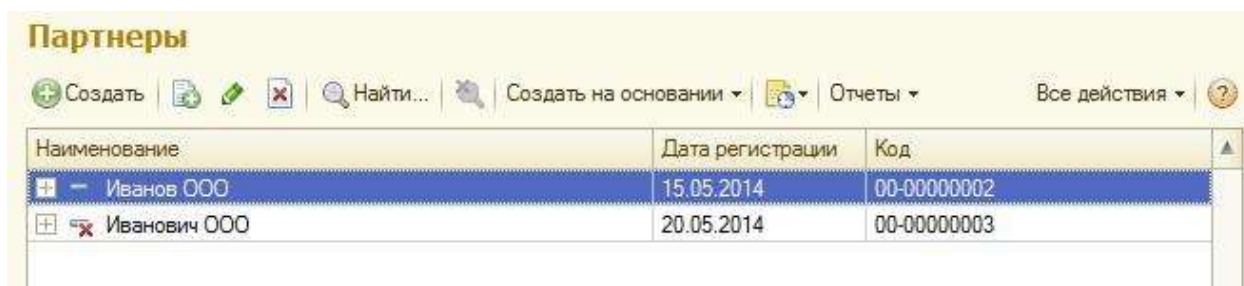 Партнеры
Создать Найти... Создать на основании Отчеты Все действия
Наименование Дата регистрации Код
Иванов ООО 15.05.2014 00-00000002
Иванович ООО 20.05.2014 00-00000003